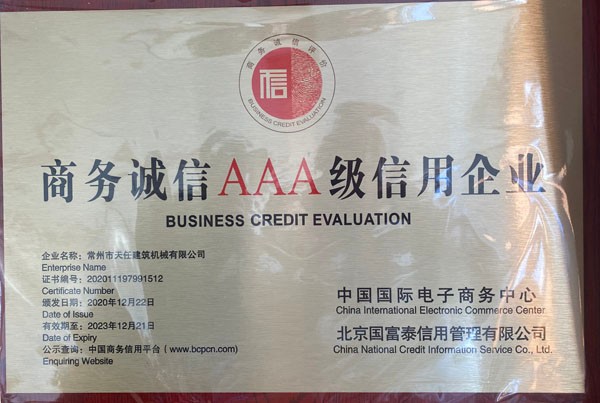 商务诚信评价
信
BUSINESS CREDIT EVALUATION
商务诚信AAA级信用企业
BUSINESS CREDIT EVALUATION
企业名称：常州市天任建筑机械有限公司
Enterprise Name
证书编号：202011197991512
Certificate Number
颁发日期：2020年12月22日
Date of Issue
有效期至：2023年12月21日
Date of Expiry
公示查询：中国商务信用平台（www.bcpcn.com）
Enquiring Website
中国国际电子商务中心
China International Electronic Commerce Center
北京国富泰信用管理有限公司
China National Credit Information Service Co., Ltd.